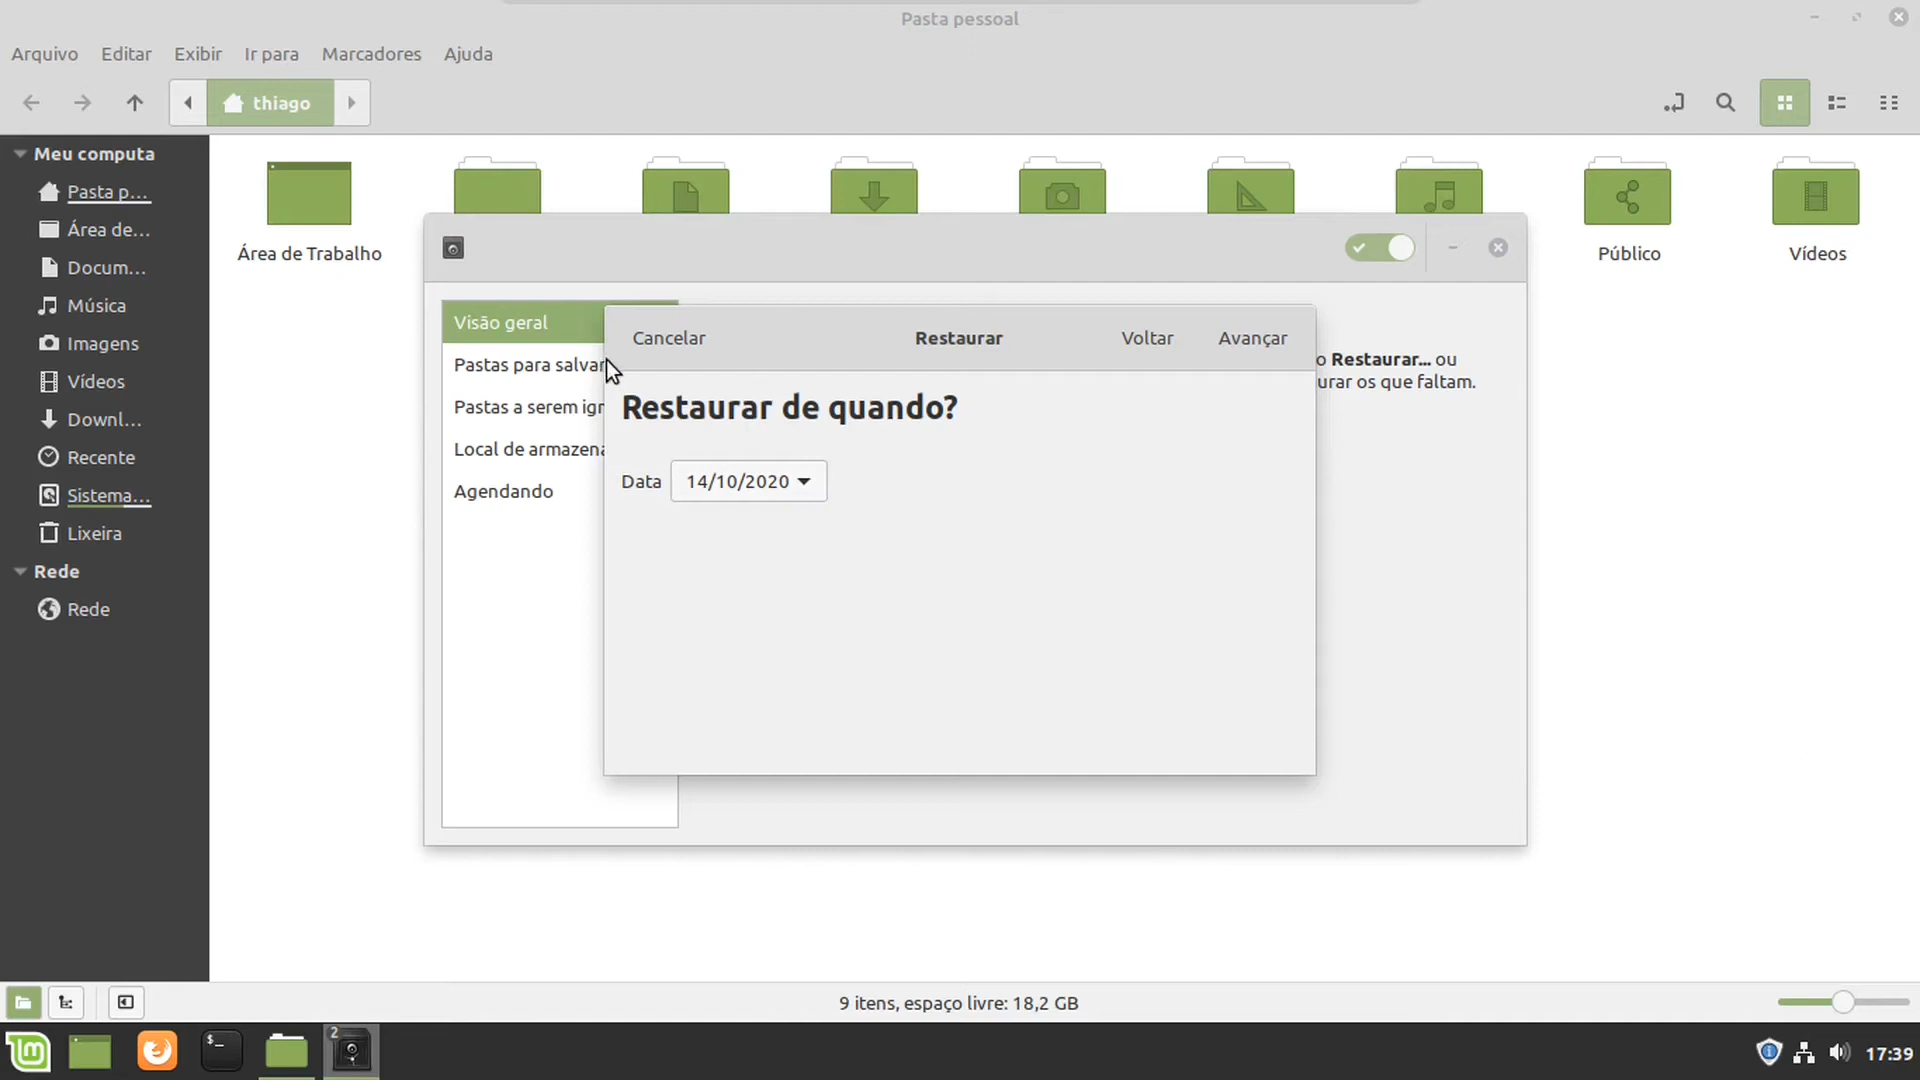 Pasta pessoal
Arquivo Editar Exibir Ir para Marcadores Ajuda
thiago
Meu computa
Pasta p...
Área de...
Docum...
Música
Imagens
Vídeos
Downl...
Recente
Sistema...
Lixeira
Rede
Rede
Área de Trabalho
Público
Vídeos
Visão geral
Pastas para salvar
Pastas a serem ign
Local de armazena
Agendando
Cancelar Restaurar Voltar Avançar
Restaurar de quando?
Data 14/10/2020
o Restaurar... ou
urar os que faltam.
9 itens, espaço livre: 18,2 GB
$_
2
17:39